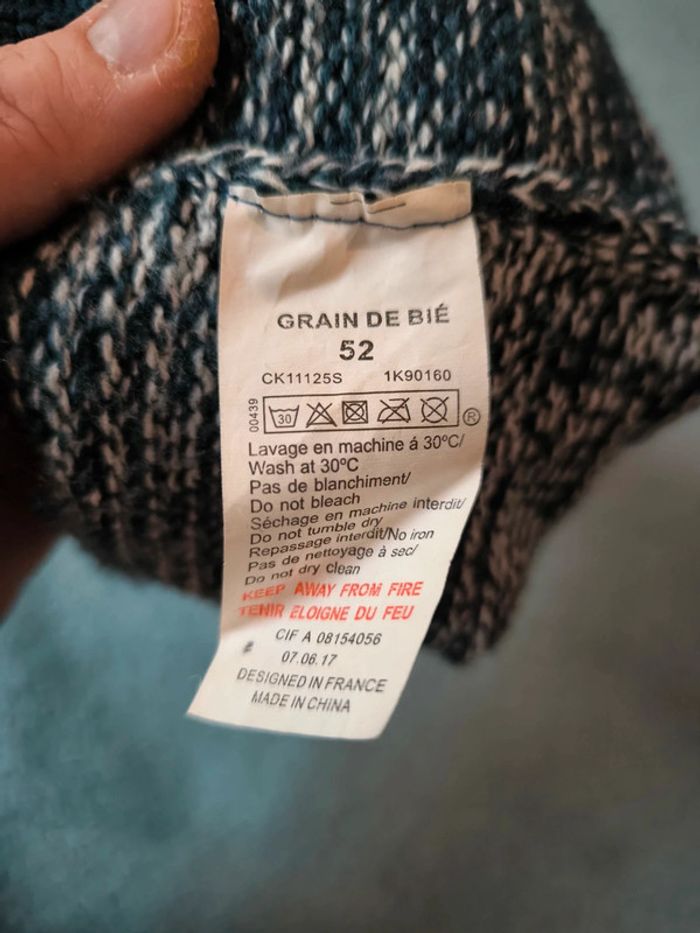 GRAIN DE BIÉ
52
CK11125S 1K90160
00439
30
®
Lavage en machine á 30ºC/
Wash at 30ºC
Pas de blanchiment/
Do not bleach
Séchage en machine interdit/
Do not tumble dry
Repassage interdit/No iron
Pas de nettoyage à sec/
Do not dry clean
KEEP AWAY FROM FIRE
TENIR ELOIGNE DU FEU
CIF A 08154056
07.06.17
DESIGNED IN FRANCE
MADE IN CHINA